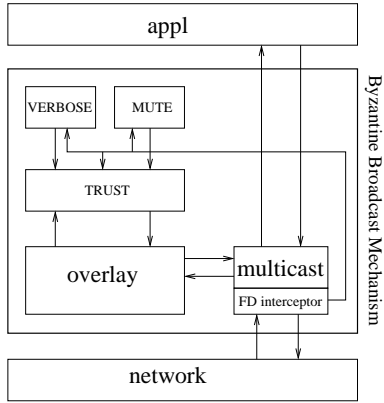 appl
VERBOSE
MUTE
TRUST
overlay
multicast
FD interceptor
network
Byzantine Broadcast Mechanism